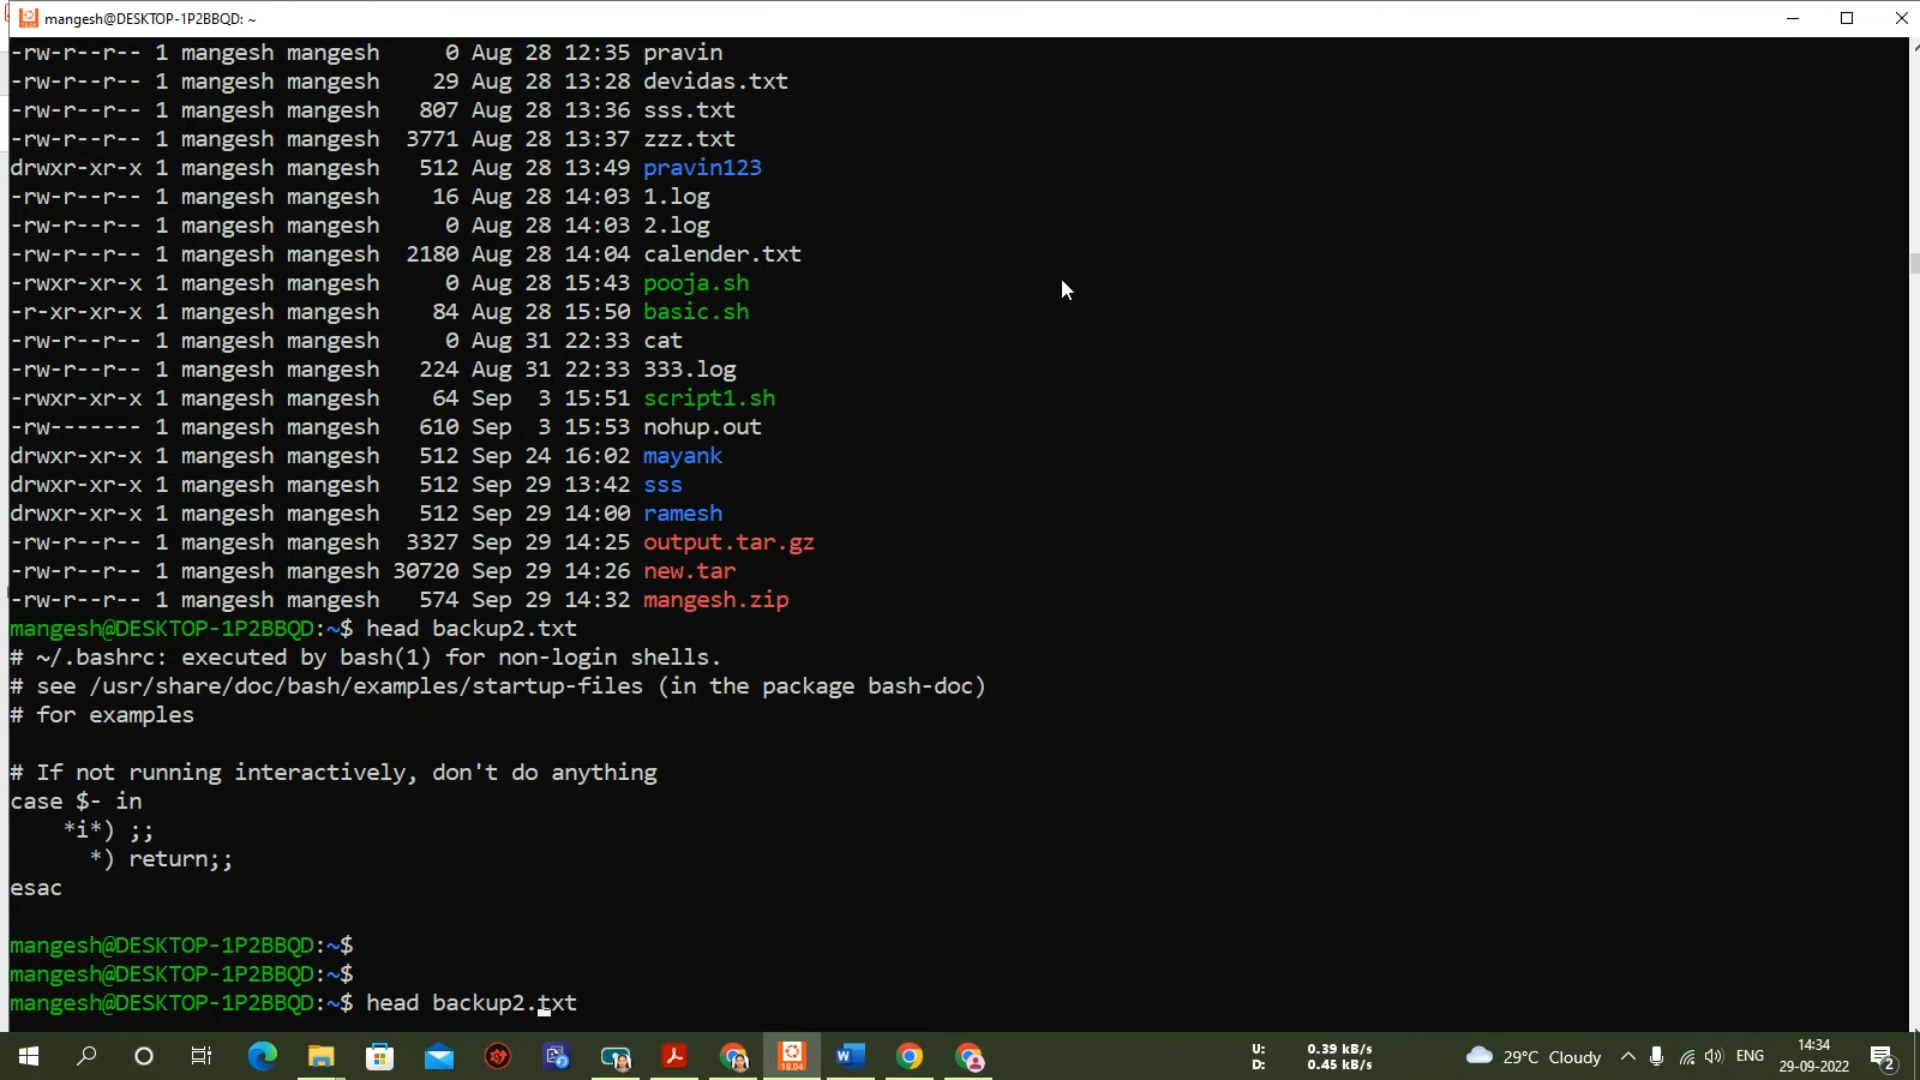 mangesh@DESKTOP-1P2BBQD: ~
-rw-r--r-- 1 mangesh mangesh     0 Aug 28 12:35 pravin
-rw-r--r-- 1 mangesh mangesh    29 Aug 28 13:28 devidas.txt
-rw-r--r-- 1 mangesh mangesh   807 Aug 28 13:36 sss.txt
-rw-r--r-- 1 mangesh mangesh  3771 Aug 28 13:37 zzz.txt
drwxr-xr-x 1 mangesh mangesh   512 Aug 28 13:49 pravin123
-rw-r--r-- 1 mangesh mangesh    16 Aug 28 14:03 1.log
-rw-r--r-- 1 mangesh mangesh     0 Aug 28 14:03 2.log
-rw-r--r-- 1 mangesh mangesh  2180 Aug 28 14:04 calender.txt
-rwxr-xr-x 1 mangesh mangesh     0 Aug 28 15:43 pooja.sh
-r-xr-xr-x 1 mangesh mangesh    84 Aug 28 15:50 basic.sh
-rw-r--r-- 1 mangesh mangesh     0 Aug 31 22:33 cat
-rw-r--r-- 1 mangesh mangesh   224 Aug 31 22:33 333.log
-rwxr-xr-x 1 mangesh mangesh    64 Sep  3 15:51 script1.sh
-rw------- 1 mangesh mangesh   610 Sep  3 15:53 nohup.out
drwxr-xr-x 1 mangesh mangesh   512 Sep 24 16:02 mayank
drwxr-xr-x 1 mangesh mangesh   512 Sep 29 13:42 sss
drwxr-xr-x 1 mangesh mangesh   512 Sep 29 14:00 ramesh
-rw-r--r-- 1 mangesh mangesh  3327 Sep 29 14:25 output.tar.gz
-rw-r--r-- 1 mangesh mangesh 30720 Sep 29 14:26 new.tar
-rw-r--r-- 1 mangesh mangesh   574 Sep 29 14:32 mangesh.zip
mangesh@DESKTOP-1P2BBQD:~$ head backup2.txt
# ~/.bashrc: executed by bash(1) for non-login shells.
# see /usr/share/doc/bash/examples/startup-files (in the package bash-doc)
# for examples
# If not running interactively, don't do anything
case $- in
    *i*) ;;
      *) return;;
esac
mangesh@DESKTOP-1P2BBQD:~$
mangesh@DESKTOP-1P2BBQD:~$
mangesh@DESKTOP-1P2BBQD:~$ head backup2.txt
18.04
U: 0.39 kB/s
D: 0.45 kB/s
29°C Cloudy
ENG
14:34
29-09-2022
2